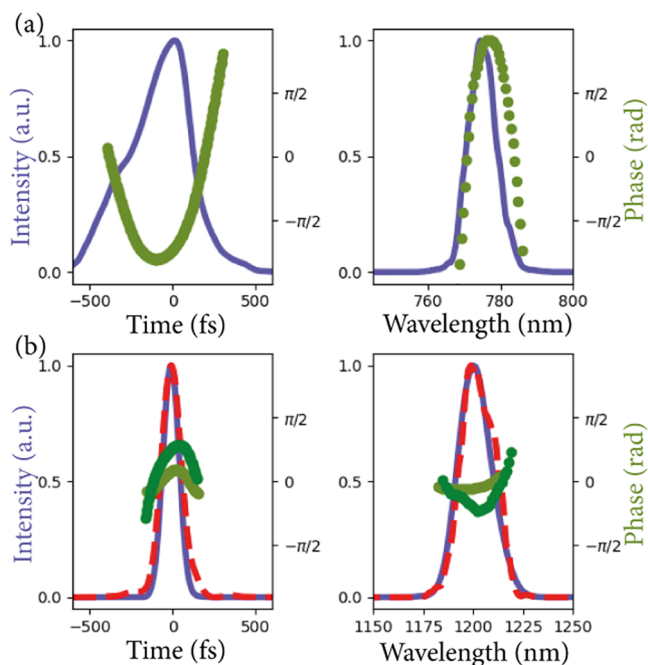 (a)
1.0
0.5
0.0
Intensity (a.u.)
π/2
0
−π/2
−500
0
500
Time (fs)
π/2
0
−π/2
Phase (rad)
1.0
0.5
0.0
760
780
800
Wavelength (nm)
(b)
1.0
0.5
0.0
Intensity (a.u.)
π/2
0
−π/2
−500
0
500
Time (fs)
1.0
0.5
0.0
π/2
0
−π/2
Phase (rad)
1150
1175
1200
1225
1250
Wavelength (nm)